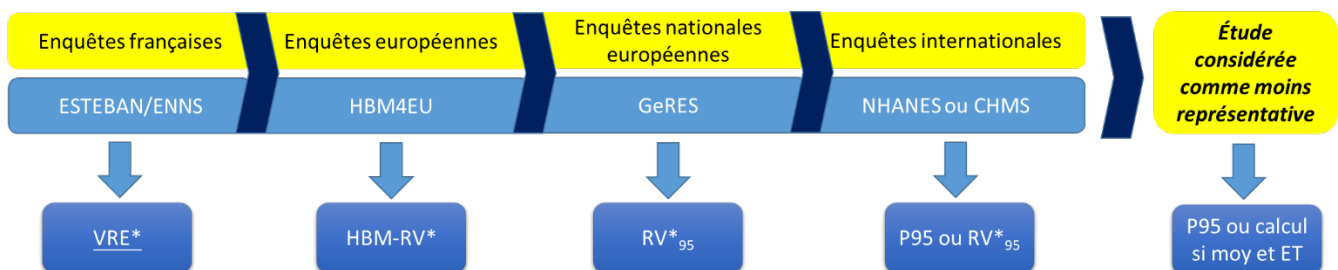 Enquêtes françaises
Enquêtes européennes
Enquêtes nationales
européennes
Enquêtes internationales
Étude
considérée
comme moins
représentative
ESTEBAN/ENNS
HBM4EU
GeRES
NHANES ou CHMS
VRE*
HBM-RV*
RV*95
P95 ou RV*95
P95 ou calcul
si moy et ET